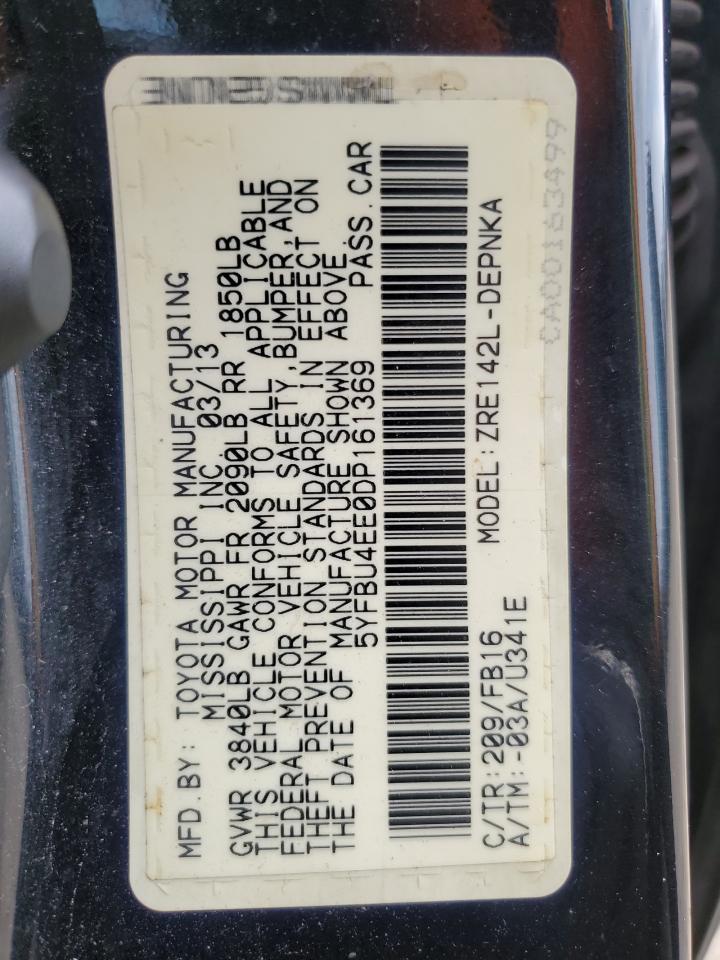 MFD.BY: TOYOTA MOTOR MANUFACTURING
MISSISSIPPI INC 03/13
GVWR 3840LB GAWR FR 2090LB RR 1850LB
THIS VEHICLE CONFORMS TO ALL APPLICABLE
FEDERAL MOTOR VEHICLE SAFETY,BUMPER,AND
THEFT PREVENTION STANDARDS IN EFFECT ON
THE DATE OF MANUFACTURE SHOWN ABOVE.
5YFBU4EE0DP161369 PASS.CAR
C/TR:209/FB16 MODEL:ZRE142L-DEPNKA
A/TM:-03A/U341E
CA00163499